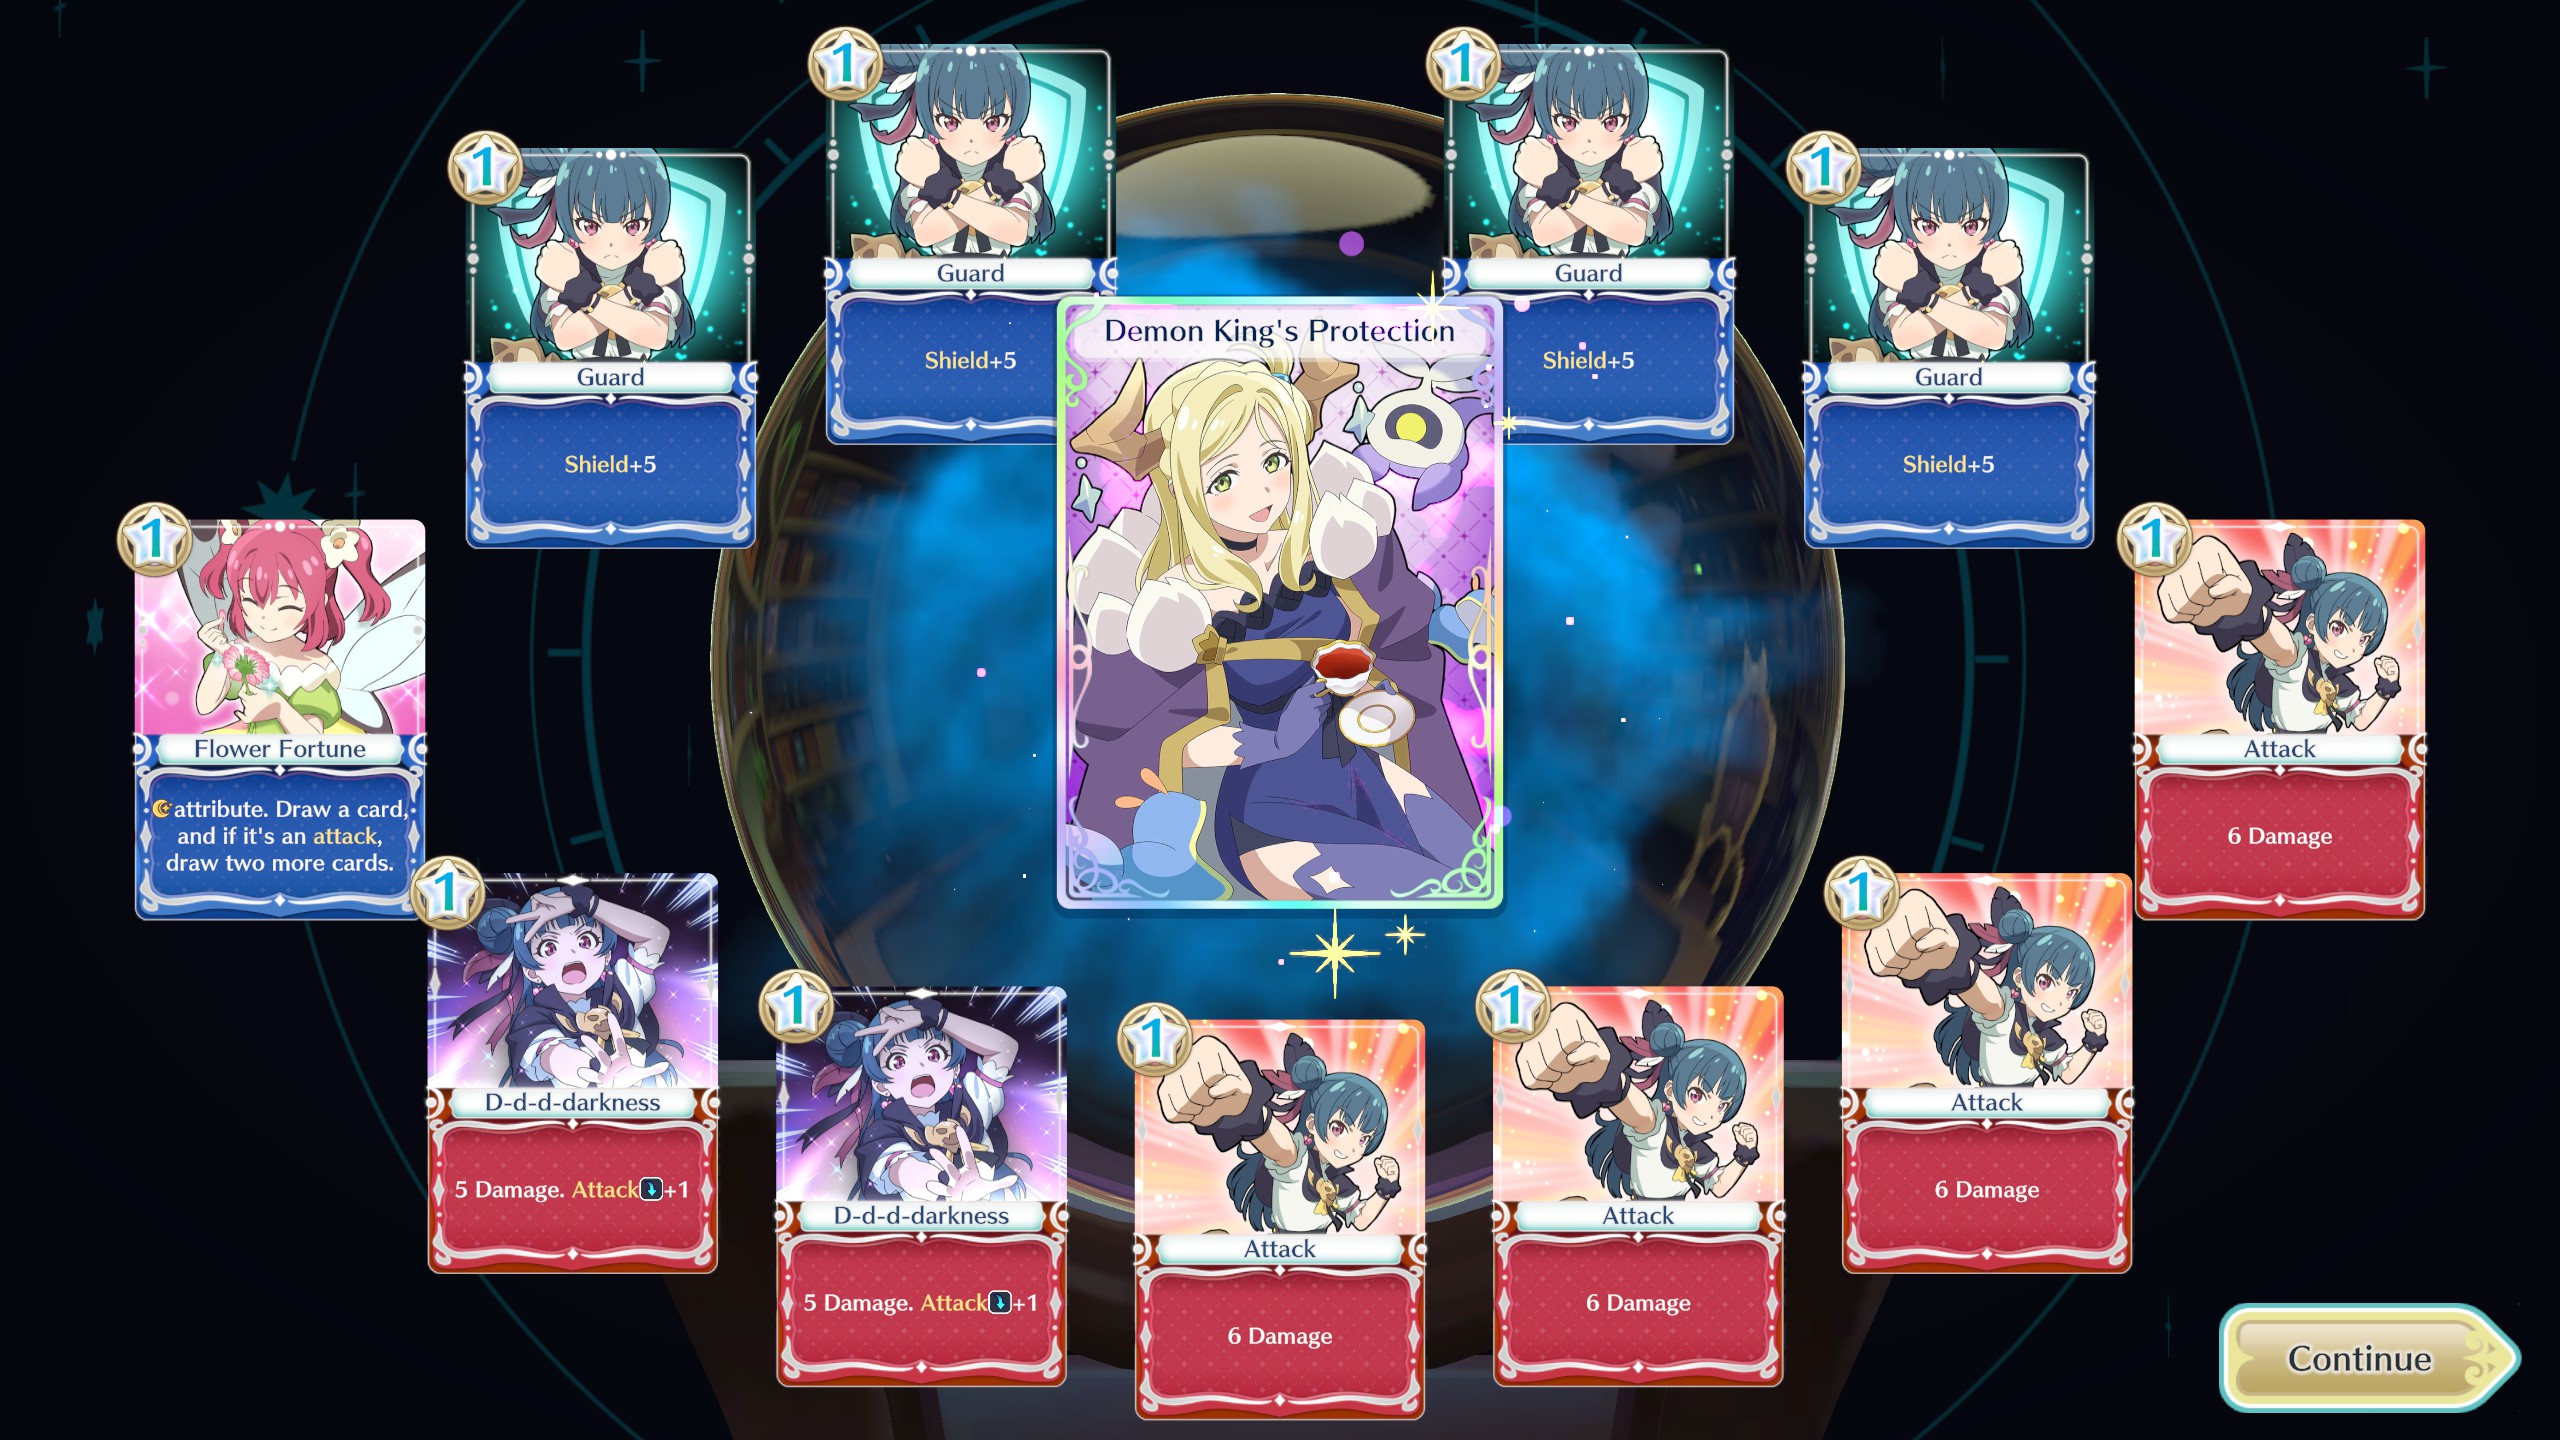 1
Guard
Shield+5
1
Guard
Shield+5
1
Guard
Shield+5
1
Guard
Shield+5
Demon King's Protection
1
Flower Fortune
attribute. Draw a card,
and if it's an attack,
draw two more cards.
1
Attack
6 Damage
1
D-d-d-darkness
5 Damage. Attack+1
1
D-d-d-darkness
5 Damage. Attack+1
1
Attack
6 Damage
1
Attack
6 Damage
1
Attack
6 Damage
Continue